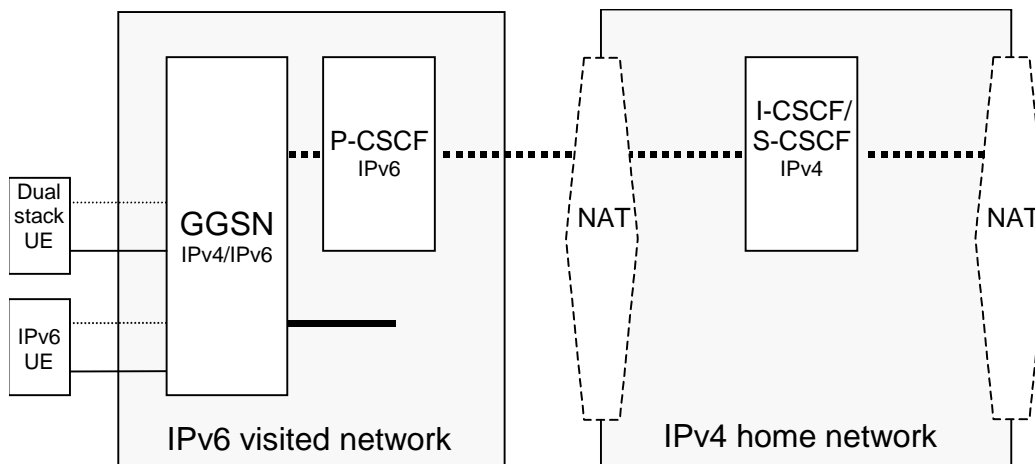 P-CSCF
IPv6
I-CSCF/
S-CSCF
IPv4
Dual
stack
UE
GGSN
IPv4/IPv6
NAT
NAT
IPv6
UE
IPv6 visited network
IPv4 home network